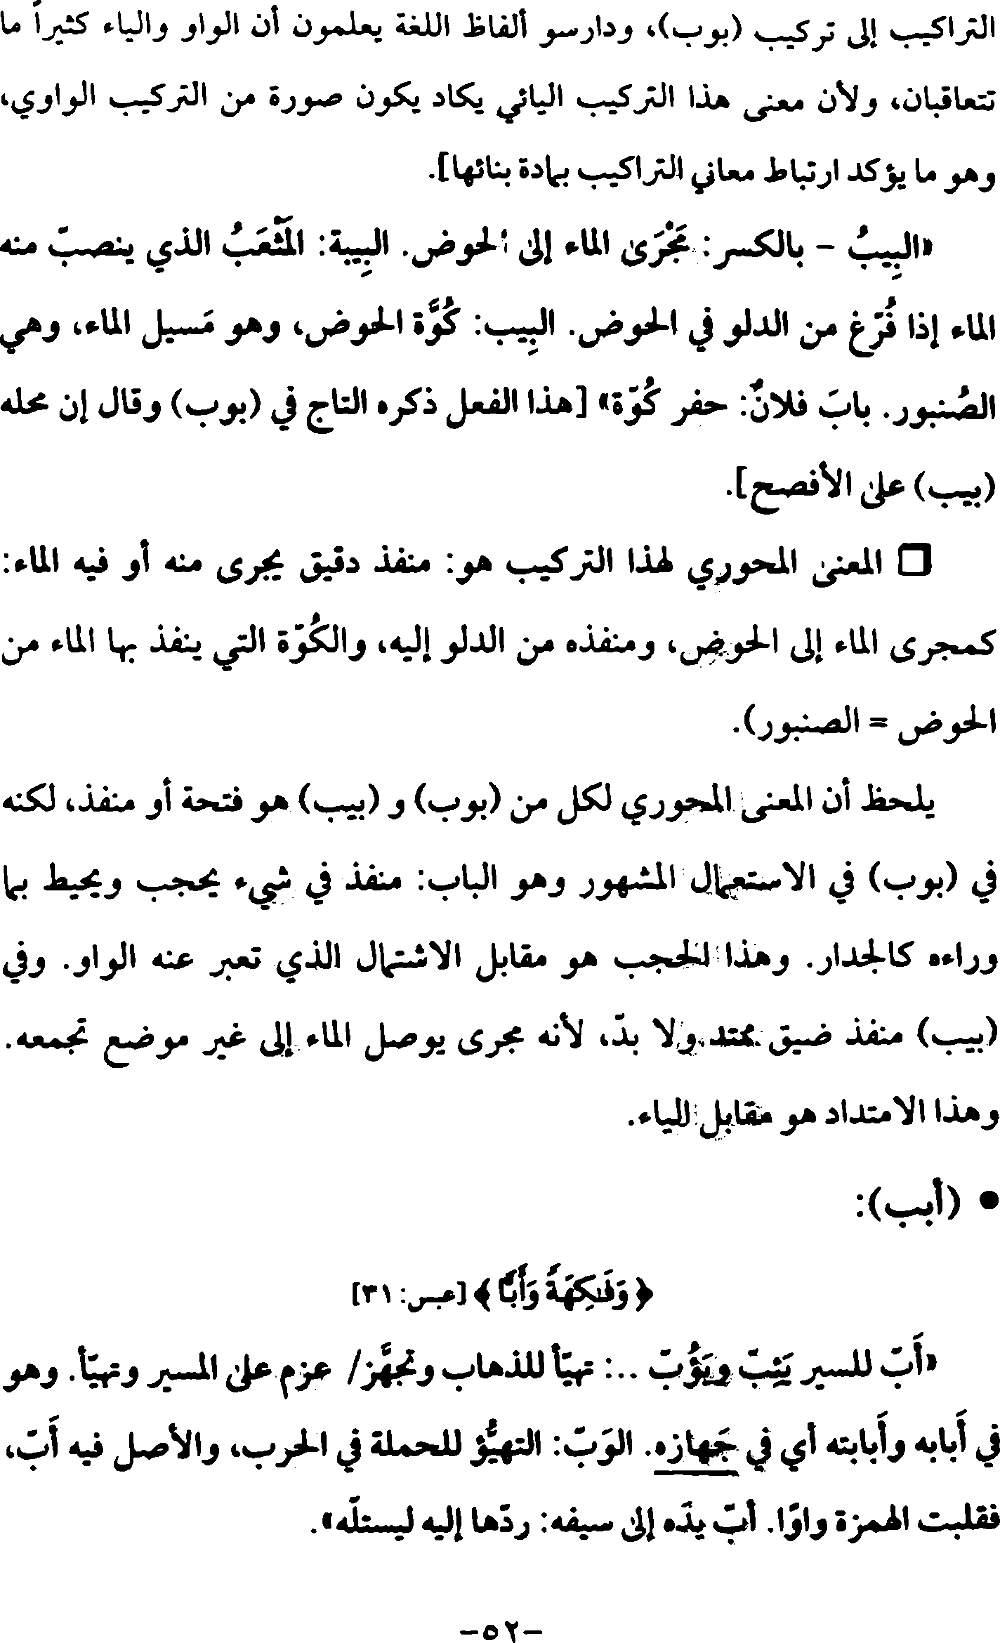 التراكيب إلى تركيب (بوب)، ودارسو ألفاظ اللغة يعلمون أن الواو والياء كثيراً ما
تتعاقبان، ولأن معنى هذا التركيب اليائي يكاد يكون صورة من التركيب الواوي،
وهو ما يؤكد ارتباط معاني التراكيب بمادة بنائها].
«البِيبُ - بالكسر: مَجْرَى الماء إلى الحوض. البِيبة: المَثْعَبُ الذي ينصبّ منه
الماء إذا فُرّغ من الدلو في الحوض. البِيب: كُوَّة الحوض، وهو مَسيل الماء، وهي
الصُنبور. بابَ فلانٌ: حفر كُوّة» [هذا الفعل ذكره التاج في (بوب) وقال إن محله
(بيب) على الأفصح].
❒ المعنى المحوري لهذا التركيب هو: منفذ دقيق يجرى منه أو فيه الماء:
كمجرى الماء إلى الحوض، ومنفذه من الدلو إليه، والكُوّة التي ينفذ بها الماء من
الحوض = الصنبور).
يلحظ أن المعنى المحوري لكل من (بوب) و (بيب) هو فتحة أو منفذ، لكنه
في (بوب) في الاستعمال المشهور وهو الباب: منفذ في شيء يحجب ويحيط بما
وراءه كالجدار. وهذا الحجب هو مقابل الاشتمال الذي تعبر عنه الواو. وفي
(بيب) منفذ ضيق ممتد ولا بدّ، لأنه مجرى يوصل الماء إلى غير موضع تجمعه.
وهذا الامتداد هو مقابل للياء.
• (أبب):
﴿ وَفَاكِهَةً وَأَبًّا ﴾ [عبس: ٣١]
«أَبّ للسير يَئِبّ ويَؤُبّ ..: تهيّأ للذهاب وتجهَّز/ عزم على المسير وتهيّأ. وهو
في أَبابه وأَبابته أي في جَهازه. الوَبّ: التهيُّؤ للحملة في الحرب، والأصل فيه أَبّ،
فقلبت الهمزة واوًا. أبّ يدَه إلى سيفه: ردّها إليه ليستلّه».
-٥٢-